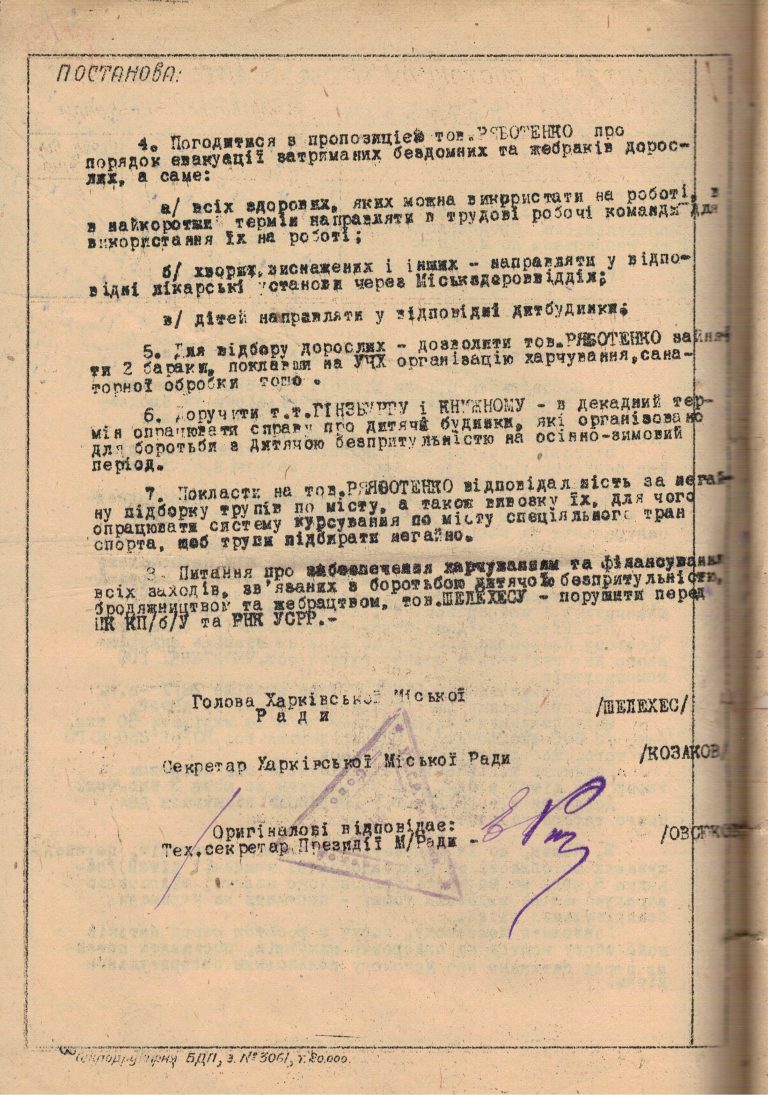 ПОСТАНОВА:
4. Погодитися з пропозицією тов.РЯБОТЕНКО про
порядок евакуації затриманих бездомних та жебраків дорос-
лих, а саме:
а/ всіх здорових, яких можна використати на роботі, в
в найкоротший термін направляти в трудові робочі команди для
використання їх на роботі;
б/ хворих, виснажених і інших - направляти у відпо-
відні лікарські установи через Міськздороввідділ;
в/ дітей направляти у відповідні дитбудинки;
5. Для відбору дорослих - дозволити тов.РЯБОТЕНКО зайня-
ти 2 бараки, поклавши на УЧХ організацію харчування,сана-
торної обробки тощо.
6. Доручити т.т.ГІНЗБУРГУ і КНИЖНОМУ - в декадний тер-
мін опрацювати справу про дитячі будинки, які організовано
для боротьби з дитячою безпритульністю на осінно-зимовий
період.
7. Покласти на тов.РЯБОТЕНКО відповідальність за негай-
ну підборку трупів по місту, а також вивозку їх, для чого
опрацювати систему курсування по місту спеціяльного тран
спорта, щоб трупи підбирати негайно.
8. Питання про забезпечення харчуванням та фінансуванням
всіх заходів, зв'язаних з боротьбою дитячою безпритульністю,
бродяжництвом та жебрацтвом, тов.ШЕЛЕХЕСУ - порушити перед
ЦК КП/б/У та РНК УСРР.-
Голова Харківської Міської
Ради
/ШЕЛЕХЕС/
Секретар Харківської Міської Ради
/КОЗАКОВ/
Оригіналові відповідає:
Тех.секретар Президії М/Ради -
БДП, з. №3061, т. 20.000.